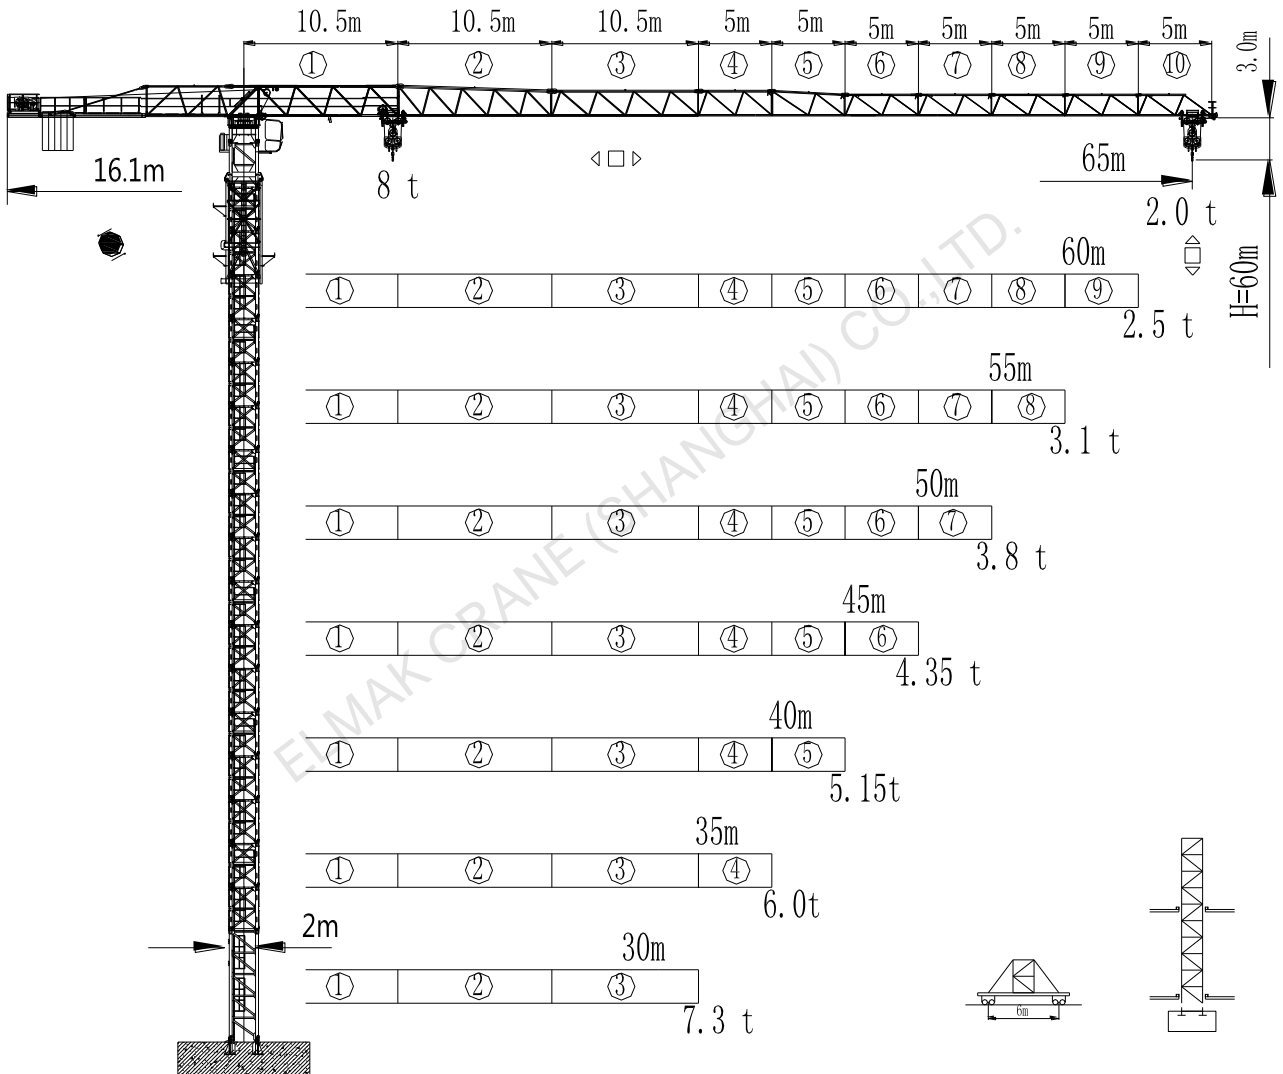 10.5m 10.5m 10.5m 5m 5m 5m 5m 5m 5m 5m
1 2 3 4 5 6 7 8 9 10
3.0m
16.1m
8 t
65m
2.0 t
H=60m
60m
1 2 3 4 5 6 7 8 9
2.5 t
55m
1 2 3 4 5 6 7 8
3.1 t
50m
1 2 3 4 5 6 7
3.8 t
45m
1 2 3 4 5 6
4.35 t
40m
1 2 3 4 5
5.15t
35m
1 2 3 4
6.0t
2m
30m
1 2 3
7.3 t
6m
ELMAK CRANE (SHANGHAI) CO.,LTD.